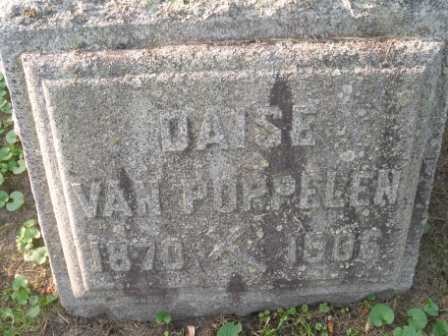 DAISE
VAN POPPELEN
1870 1906